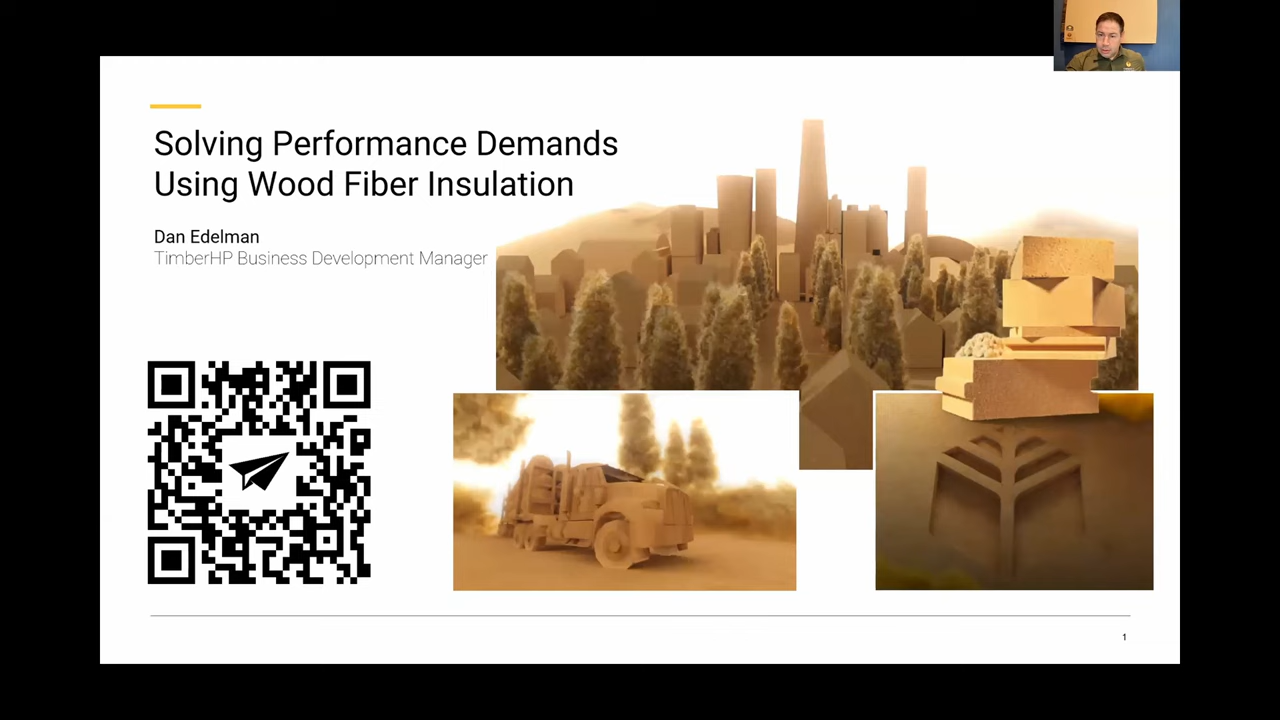 Solving Performance Demands
Using Wood Fiber Insulation
Dan Edelman
TimberHP Business Development Manager
1